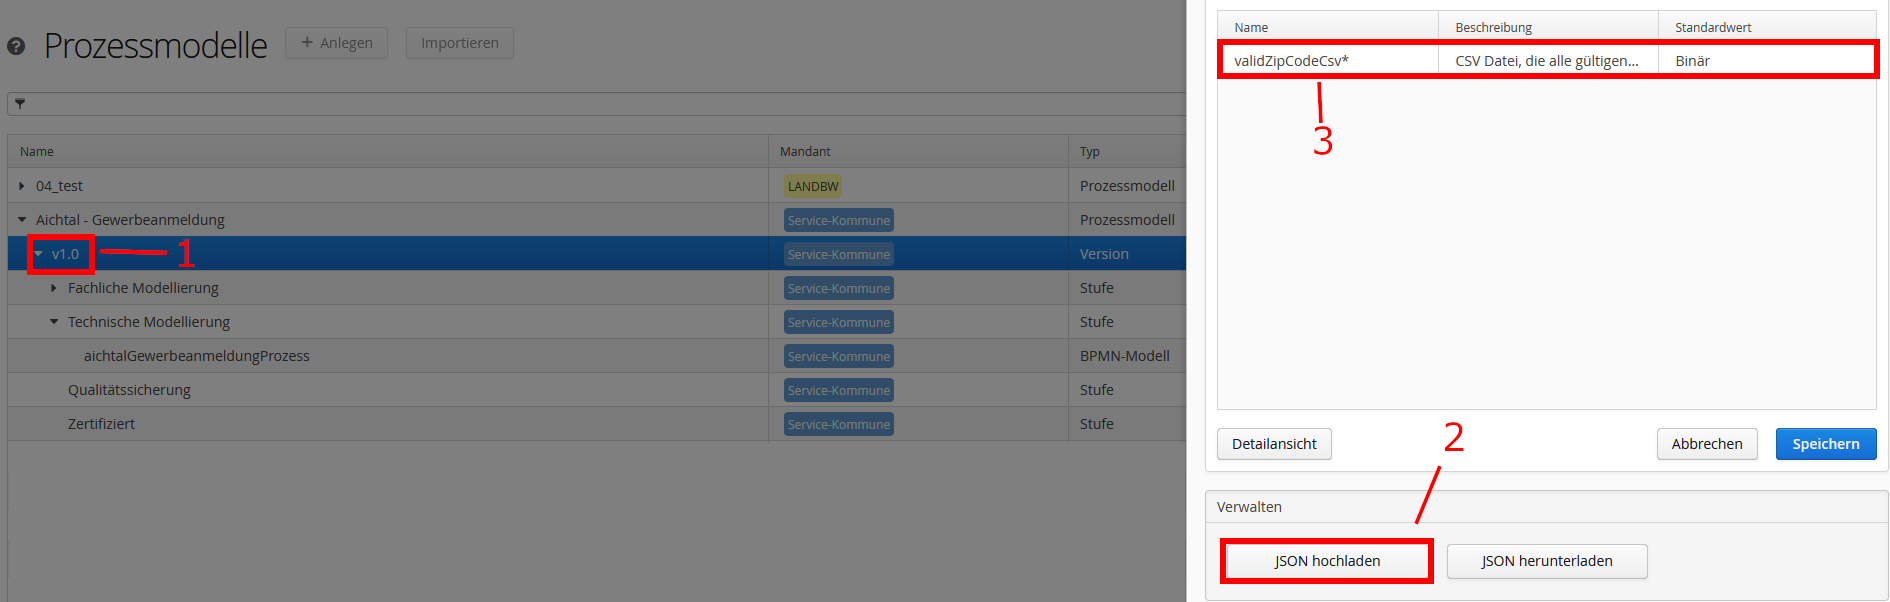 Prozessmodelle + Anlegen Importieren
Name Mandant Typ
04_test LANDBW Prozessmodell
Aichtal - Gewerbeanmeldung Service-Kommune Prozessmodell
v1.0 1 Service-Kommune Version
Fachliche Modellierung Service-Kommune Stufe
Technische Modellierung Service-Kommune Stufe
aichtalGewerbeanmeldungProzess Service-Kommune BPMN-Modell
Qualitätssicherung Service-Kommune Stufe
Zertifiziert Service-Kommune Stufe
Name Beschreibung Standardwert
validZipCodeCsv* CSV Datei, die alle gültigen... Binär
3
2
Detailansicht Abbrechen Speichern
Verwalten
JSON hochladen JSON herunterladen